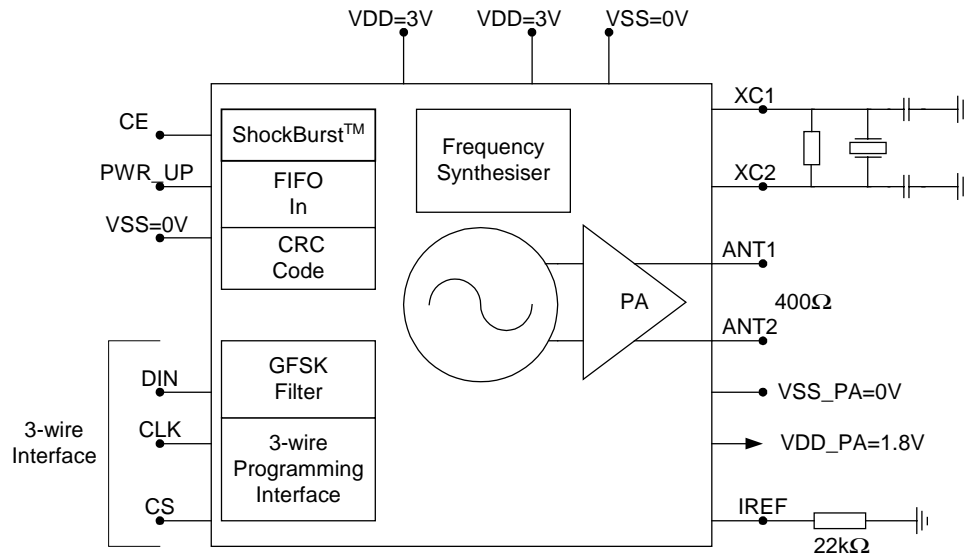 VDD=3V
VDD=3V
VSS=0V
CE
PWR_UP
VSS=0V
ShockBurst™
FIFO
In
CRC
Code
Frequency
Synthesiser
XC1
XC2
PA
ANT1
400Ω
ANT2
3-wire
Interface
DIN
CLK
CS
GFSK
Filter
3-wire
Programming
Interface
VSS_PA=0V
VDD_PA=1.8V
IREF
22kΩ